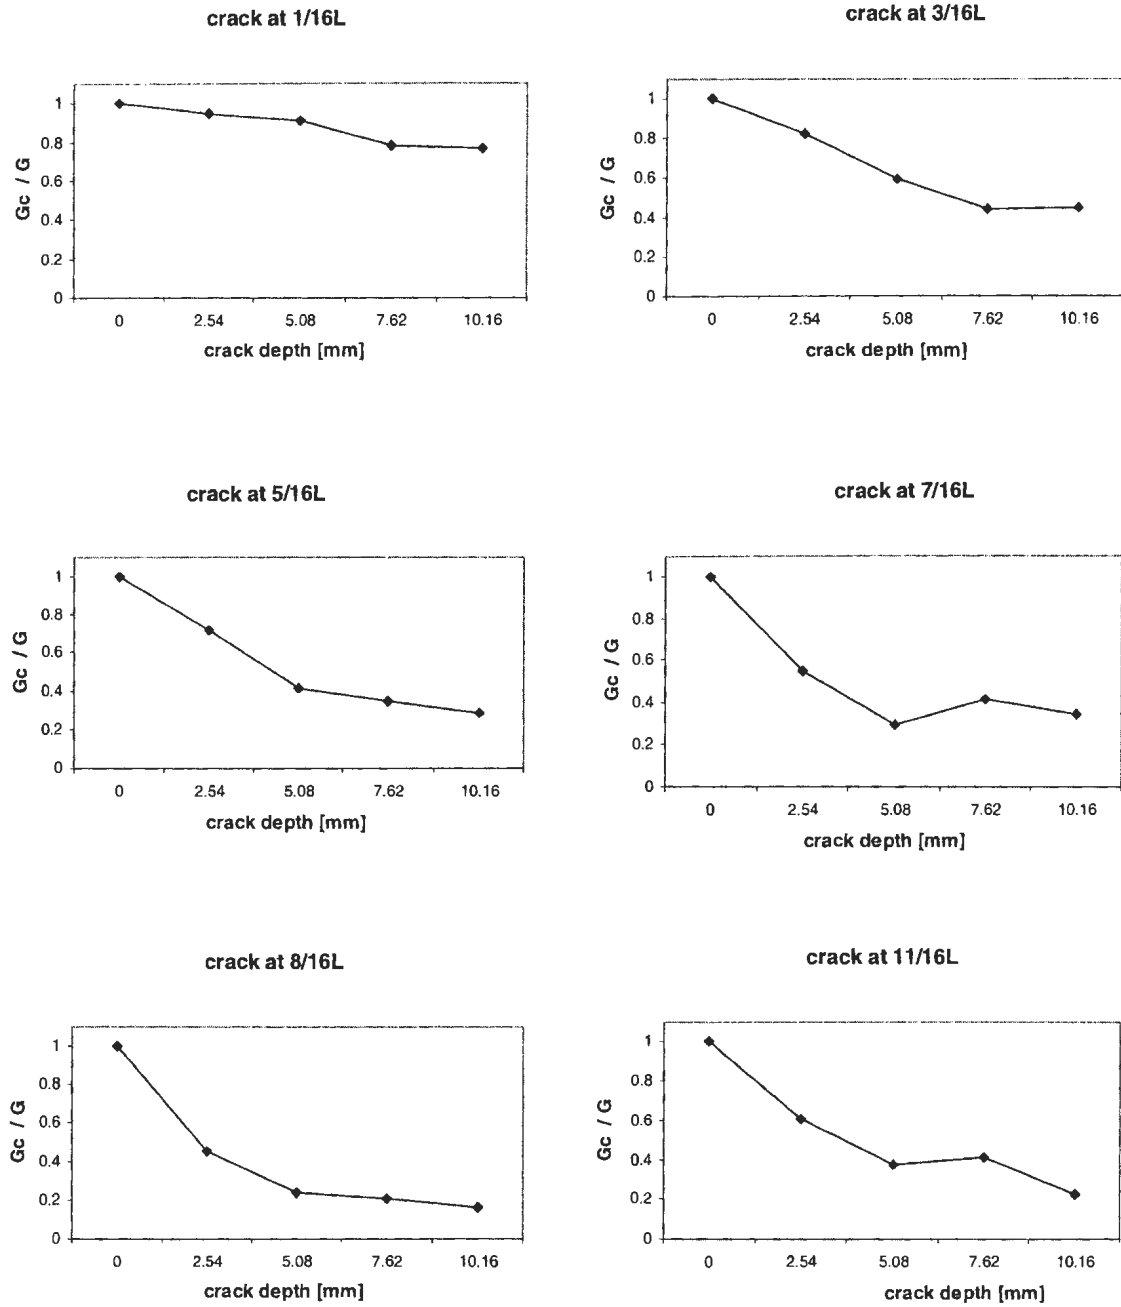 crack at 1/16L
Gc / G
1
0.8
0.6
0.4
0.2
0
0 2.54 5.08 7.62 10.16
crack depth [mm]
crack at 3/16L
Gc / G
1
0.8
0.6
0.4
0.2
0
0 2.54 5.08 7.62 10.16
crack depth [mm]
crack at 5/16L
Gc / G
1
0.8
0.6
0.4
0.2
0
0 2.54 5.08 7.62 10.16
crack depth [mm]
crack at 7/16L
Gc / G
1
0.8
0.6
0.4
0.2
0
0 2.54 5.08 7.62 10.16
crack depth [mm]
crack at 8/16L
Gc / G
1
0.8
0.6
0.4
0.2
0
0 2.54 5.08 7.62 10.16
crack depth [mm]
crack at 11/16L
Gc / G
1
0.8
0.6
0.4
0.2
0
0 2.54 5.08 7.62 10.16
crack depth [mm]